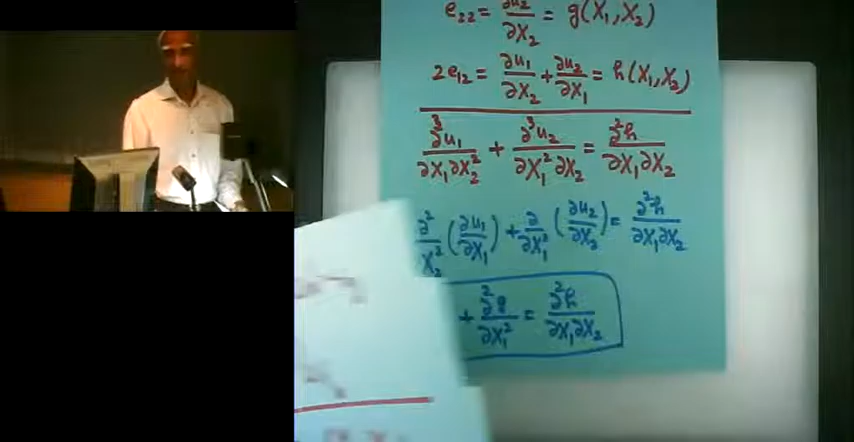 e₂₂ = ∂u₂/∂X₂ = g(X₁, X₂)
2e₁₂ = ∂u₁/∂X₂ + ∂u₂/∂X₁ = h(X₁, X₂)
∂³u₁/∂X₁∂X₂² + ∂³u₂/∂X₁²∂X₂ = ∂²h/∂X₁∂X₂
∂²/X₂² (∂u₁/∂X₁) + ∂/∂X₁² (∂u₂/∂X₂) = ∂²h/∂X₁∂X₂
+ ∂²g/∂X₁² = ∂²h/∂X₁∂X₂